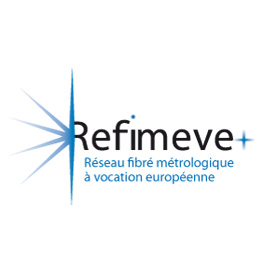 Refimeve+
Réseau fibré métrologique
à vocation européenne